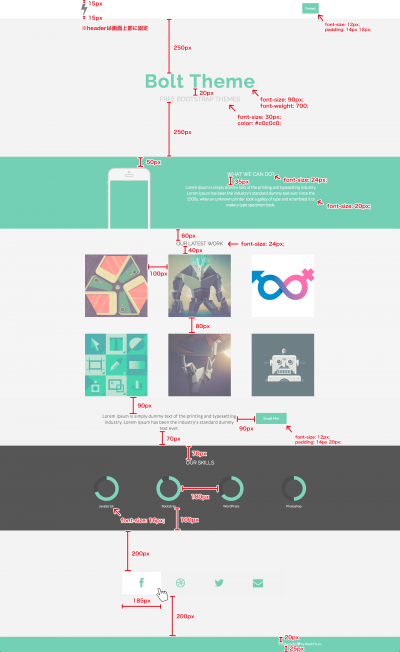 15px
Contact
15px
※headerは画面上部に固定
font-size: 12px;
padding: 14px 12px;
250px
Bolt Theme
20px
FREE BOOTSTRAP THEMES
font-size: 90px;
font-weight: 700;
font-size: 30px;
color: #c0c0c0;
250px
50px
WHAT WE CAN DO?
font-size: 24px;
35px
Lorem Ipsum is simply dummy text of the printing and typesetting industry.
Lorem Ipsum has been the industry's standard dummy text ever since the
1500s, when an unknown printer took a galley of type and scrambled it to
make a type specimen book.
font-size: 20px;
60px
OUR LATEST WORK
font-size: 24px;
40px
100px
80px
90px
Lorem Ipsum is simply dummy text of the printing and typesetting
industry. Lorem Ipsum has been the industry's standard dummy
text ever.
90px
font-size: 12px;
padding: 14px 20px;
70px
70px
OUR SKILLS
100px
Javascript
Bootstrap
WordPress
Photoshop
font-size: 14px;
100px
200px
185px
200px
20px
25px